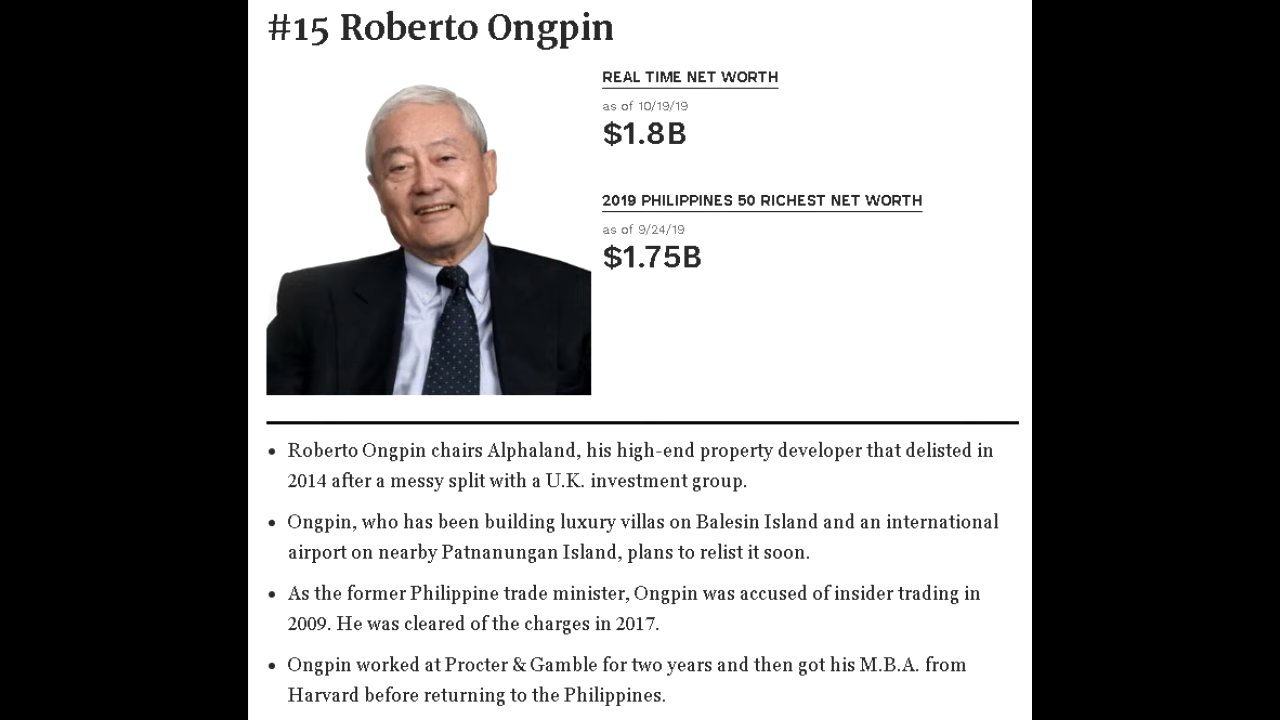 #15 Roberto Ongpin
REAL TIME NET WORTH
as of 10/19/19
$1.8B
2019 PHILIPPINES 50 RICHEST NET WORTH
as of 9/24/19
$1.75B
• Roberto Ongpin chairs Alphaland, his high-end property developer that delisted in
2014 after a messy split with a U.K. investment group.
• Ongpin, who has been building luxury villas on Balesin Island and an international
airport on nearby Patnanungan Island, plans to relist it soon.
• As the former Philippine trade minister, Ongpin was accused of insider trading in
2009. He was cleared of the charges in 2017.
• Ongpin worked at Procter & Gamble for two years and then got his M.B.A. from
Harvard before returning to the Philippines.